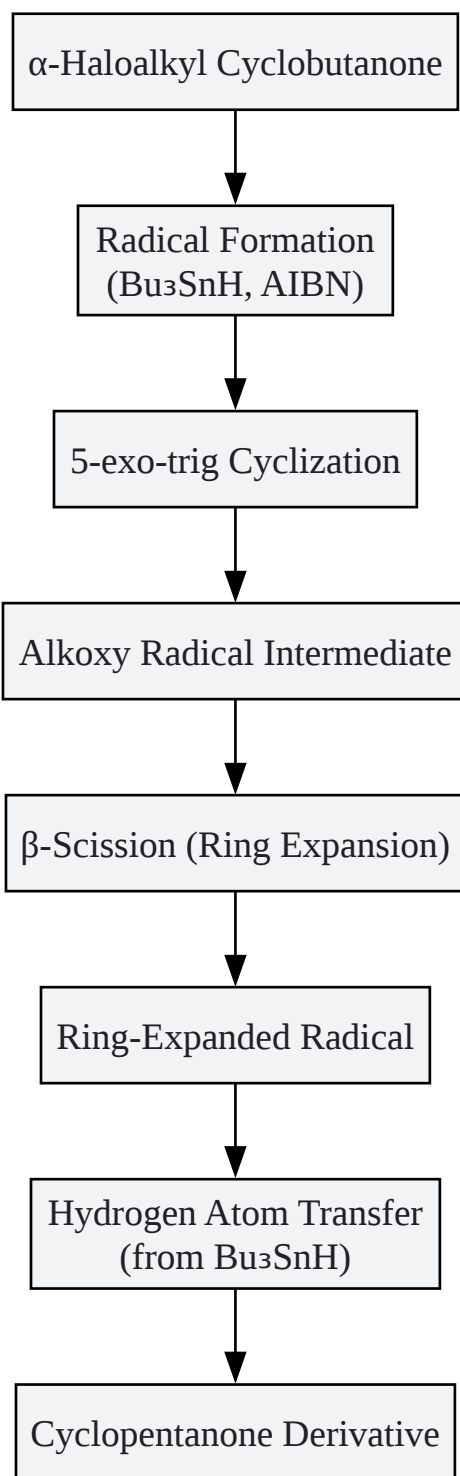 α-Haloalkyl Cyclobutanone
Radical Formation
(Bu₃SnH, AIBN)
5-exo-trig Cyclization
Alkoxy Radical Intermediate
β-Scission (Ring Expansion)
Ring-Expanded Radical
Hydrogen Atom Transfer
(from Bu₃SnH)
Cyclopentanone Derivative